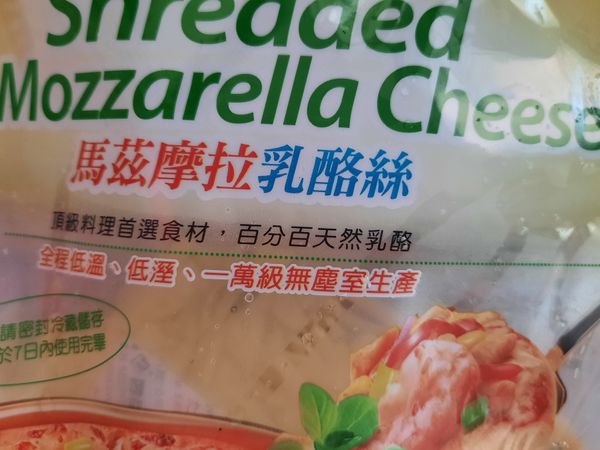 Shredded
Mozzarella Cheese
馬茲摩拉乳酪絲
頂級料理首選食材，百分百天然乳酪
全程低溫、低溼、一萬級無塵室生產
請密封冷藏儲存
於7日內使用完畢